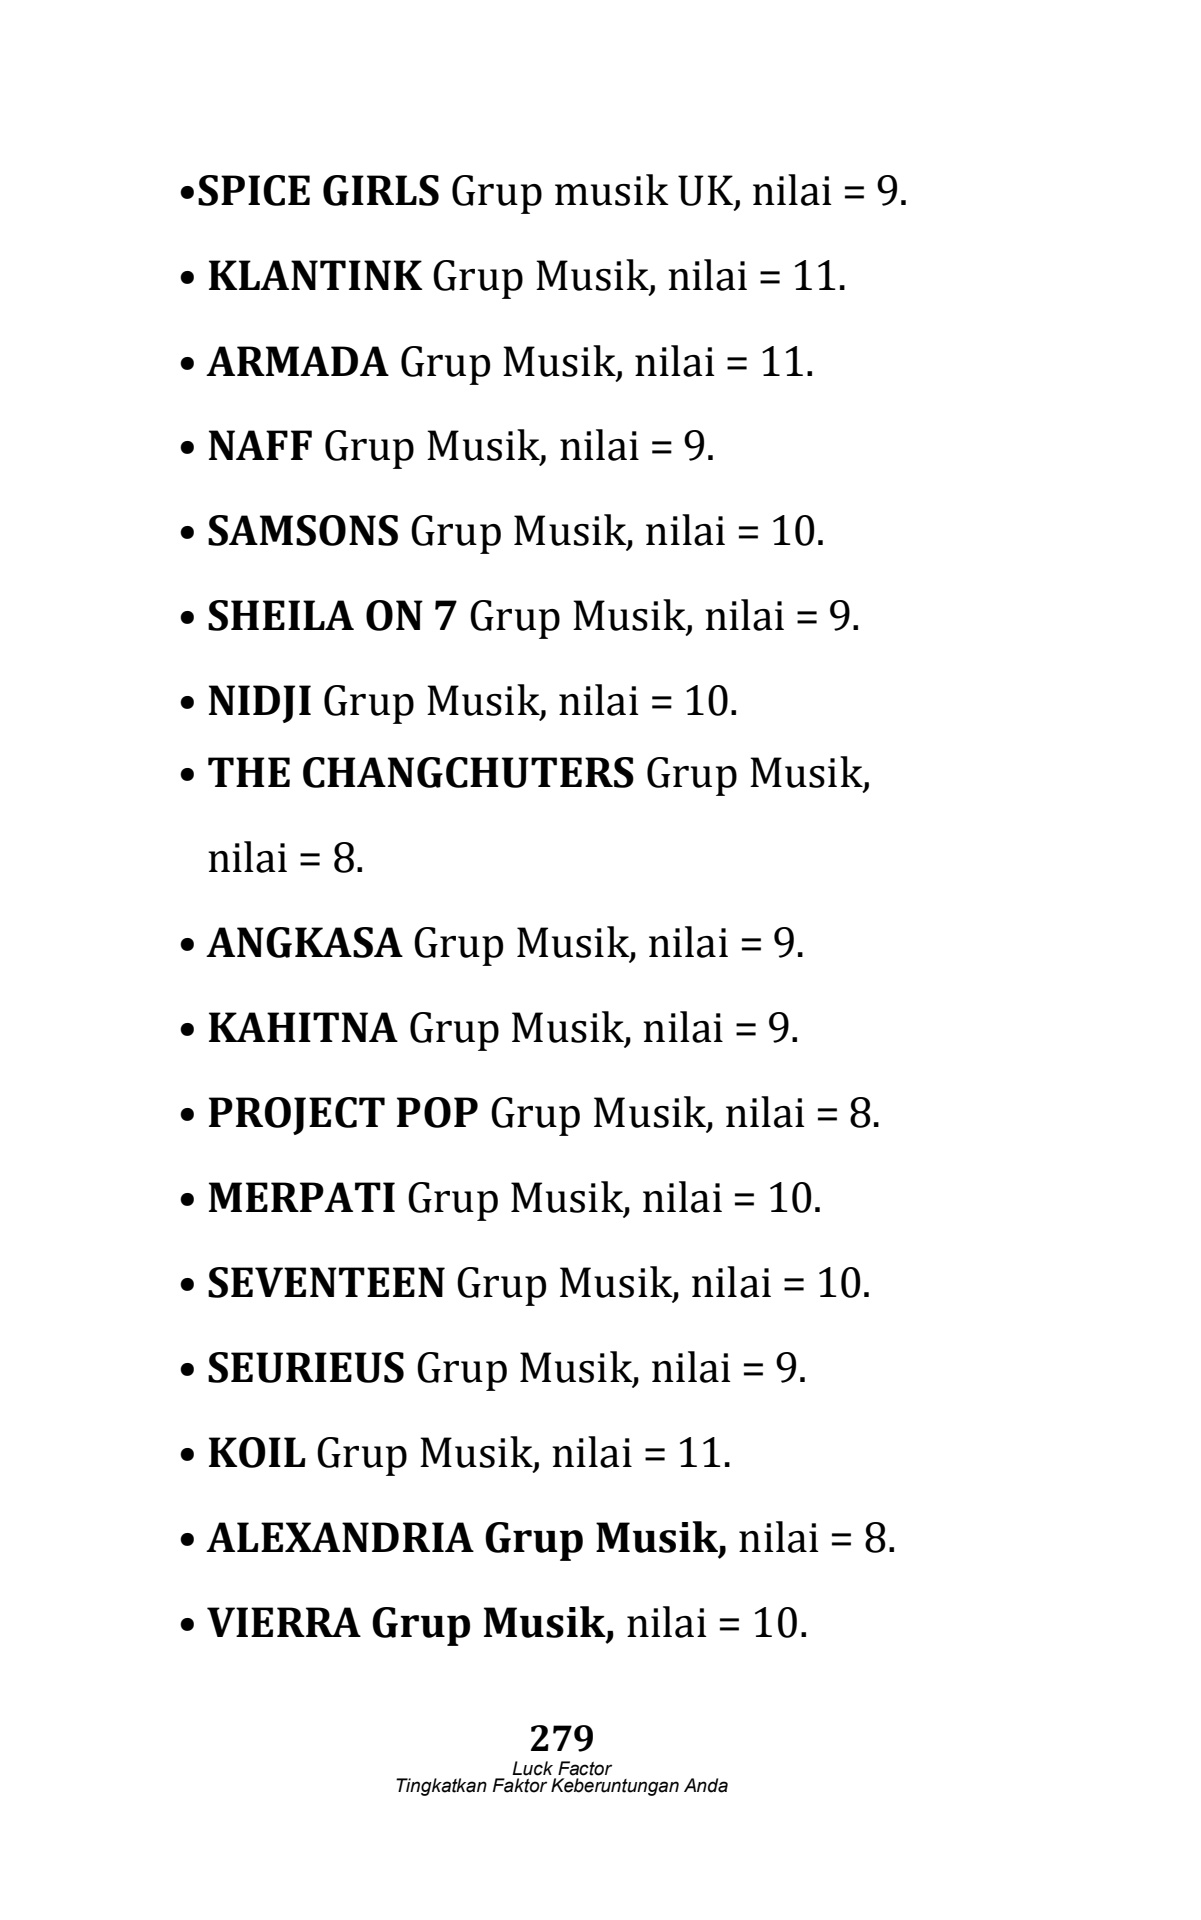 •SPICE GIRLS Grup musik UK, nilai = 9.
• KLANTINK Grup Musik, nilai = 11.
• ARMADA Grup Musik, nilai = 11.
• NAFF Grup Musik, nilai = 9.
• SAMSONS Grup Musik, nilai = 10.
• SHEILA ON 7 Grup Musik, nilai = 9.
• NIDJI Grup Musik, nilai = 10.
• THE CHANGCHUTERS Grup Musik,
nilai = 8.
• ANGKASA Grup Musik, nilai = 9.
• KAHITNA Grup Musik, nilai = 9.
• PROJECT POP Grup Musik, nilai = 8.
• MERPATI Grup Musik, nilai = 10.
• SEVENTEEN Grup Musik, nilai = 10.
• SEURIEUS Grup Musik, nilai = 9.
• KOIL Grup Musik, nilai = 11.
• ALEXANDRIA Grup Musik, nilai = 8.
• VIERRA Grup Musik, nilai = 10.
279
Luck Factor
Tingkatkan Faktor Keberuntungan Anda